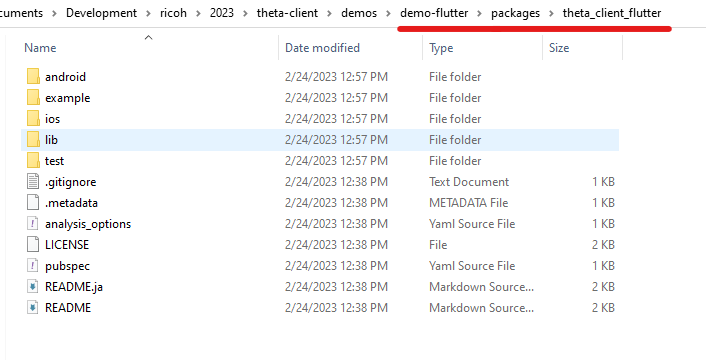 cuments > Development > ricoh > 2023 > theta-client > demos > demo-flutter > packages > theta_client_flutter
Name Date modified Type Size
android 2/24/2023 12:57 PM File folder
example 2/24/2023 12:57 PM File folder
ios 2/24/2023 12:57 PM File folder
lib 2/24/2023 12:57 PM File folder
test 2/24/2023 12:57 PM File folder
.gitignore 2/24/2023 12:38 PM Text Document 1 KB
.metadata 2/24/2023 12:38 PM METADATA File 1 KB
analysis_options 2/24/2023 12:38 PM Yaml Source File 1 KB
LICENSE 2/24/2023 12:38 PM File 2 KB
pubspec 2/24/2023 12:38 PM Yaml Source File 1 KB
README.ja 2/24/2023 12:38 PM Markdown Source... 2 KB
README 2/24/2023 12:38 PM Markdown Source... 2 KB